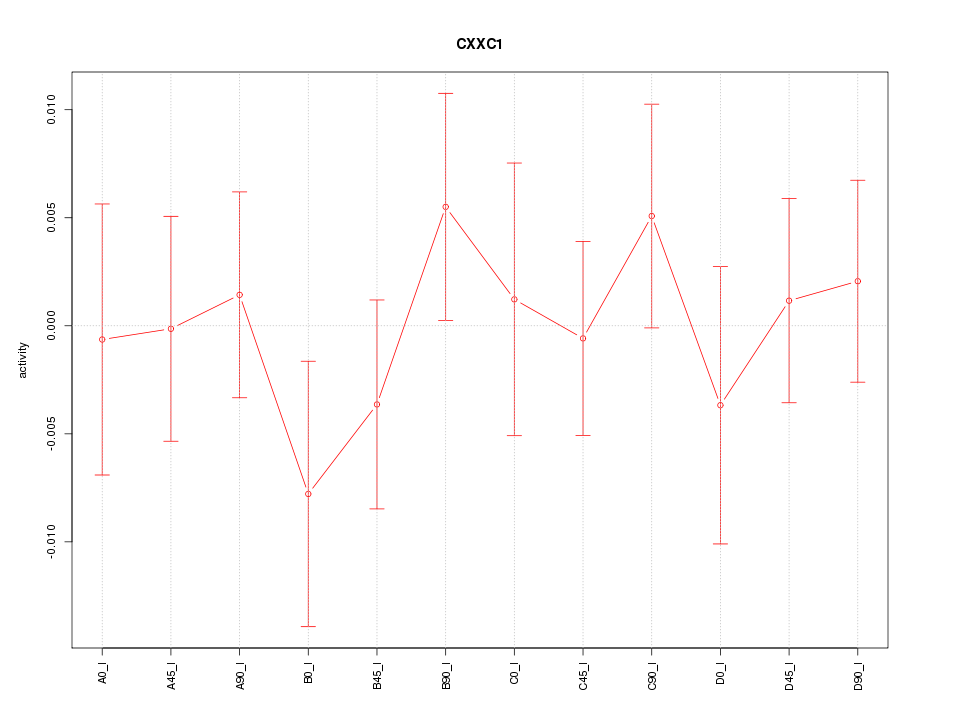 CXXC1
0.010
0.005
0.000
-0.005
-0.010
activity
A0_I
A45_I
A90_I
B0_I
B45_I
B90_I
C0_I
C45_I
C90_I
D0_I
D45_I
D90_I